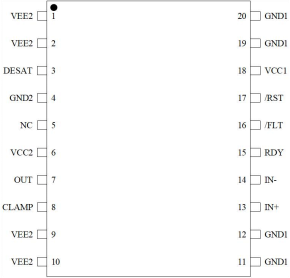 VEE2 1 20 GND1
VEE2 2 19 GND1
DESAT 3 18 VCC1
GND2 4 17 /RST
NC 5 16 /FLT
VCC2 6 15 RDY
OUT 7 14 IN-
CLAMP 8 13 IN+
VEE2 9 12 GND1
VEE2 10 11 GND1